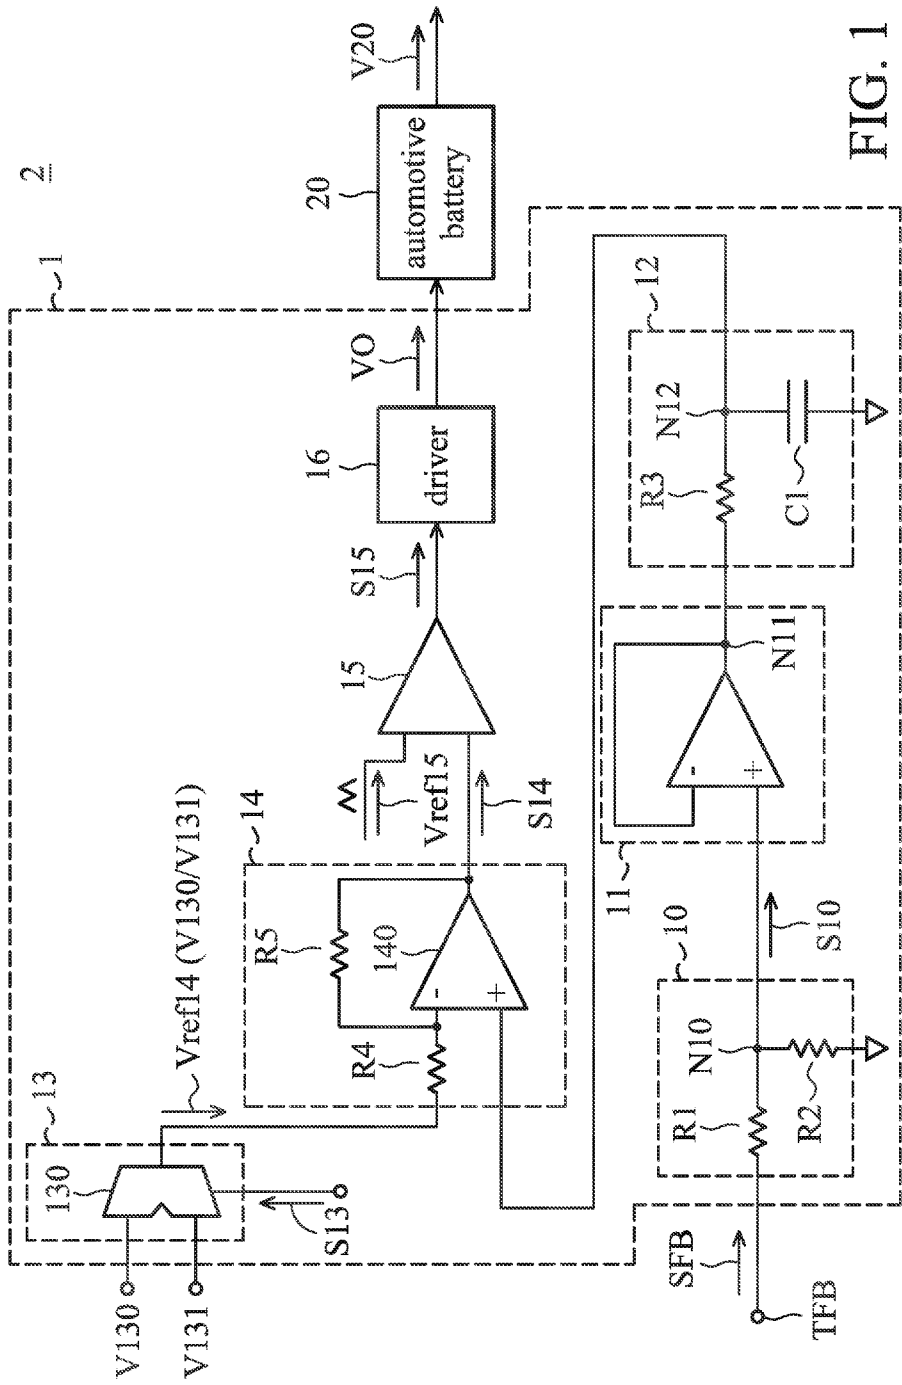 2
1
13
130
V130
V131
S13
Vref14 (V130/V131)
14
R4
R5
140
Vref15
S14
15
S15
16
driver
VO
20
automotive
battery
V20
TFB
SFB
10
R1
N10
R2
S10
11
N11
12
R3
N12
C1
FIG. 1
-
+
-
+